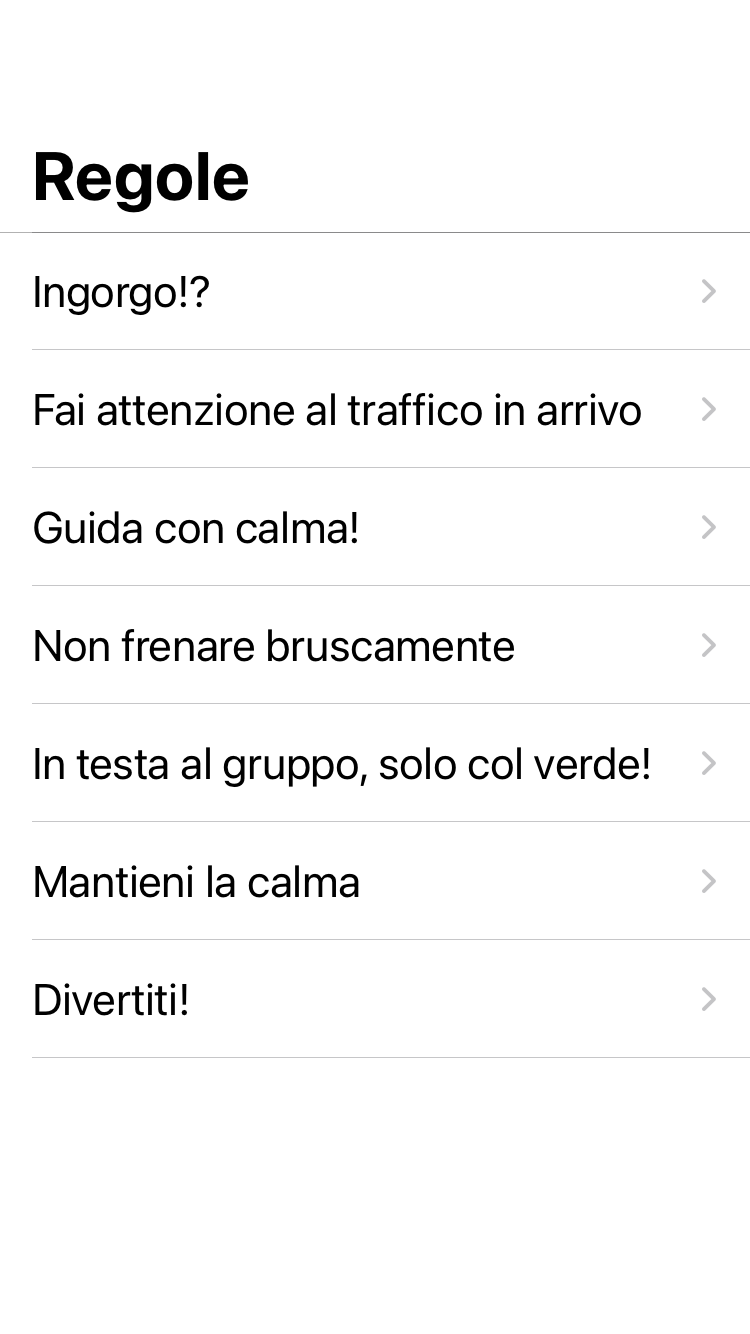 Regole
Ingorgo!?
Fai attenzione al traffico in arrivo
Guida con calma!
Non frenare bruscamente
In testa al gruppo, solo col verde!
Mantieni la calma
Divertiti!